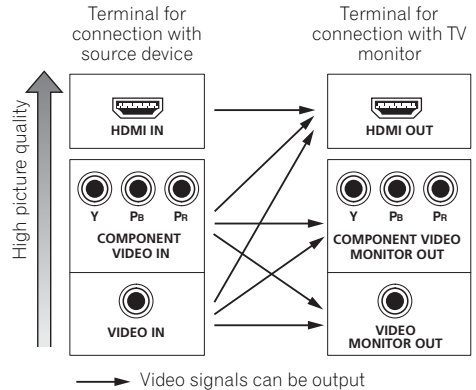 Terminal for
connection with
source device
Terminal for
connection with TV
monitor
High picture quality
HDMI IN
HDMI OUT
Y PB PR
COMPONENT
VIDEO IN
Y PB PR
COMPONENT VIDEO
MONITOR OUT
VIDEO IN
VIDEO
MONITOR OUT
Video signals can be output